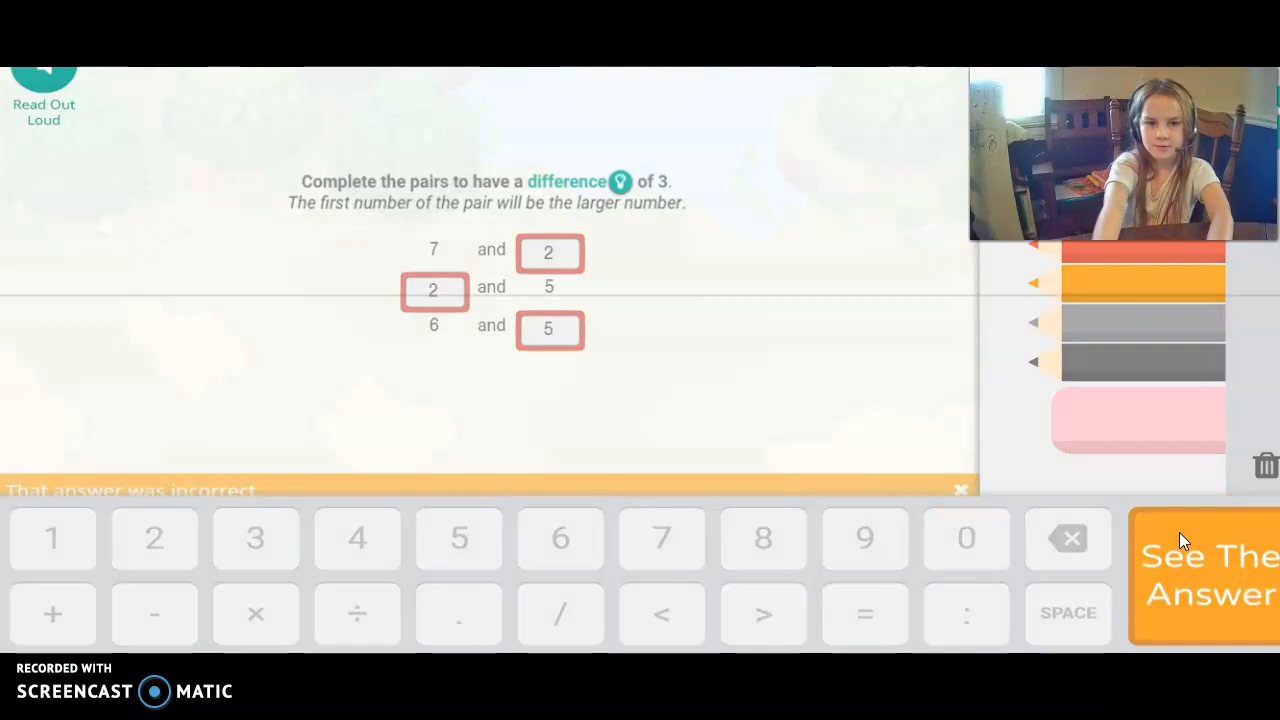 Read Out
Loud
Complete the pairs to have a difference of 3.
The first number of the pair will be the larger number.
7 and 2
2 and 5
6 and 5
That answer was incorrect
1 2 3 4 5 6 7 8 9 0
See The
Answer
+ - × ÷ . / < > = : SPACE
RECORDED WITH
SCREENCAST MATIC